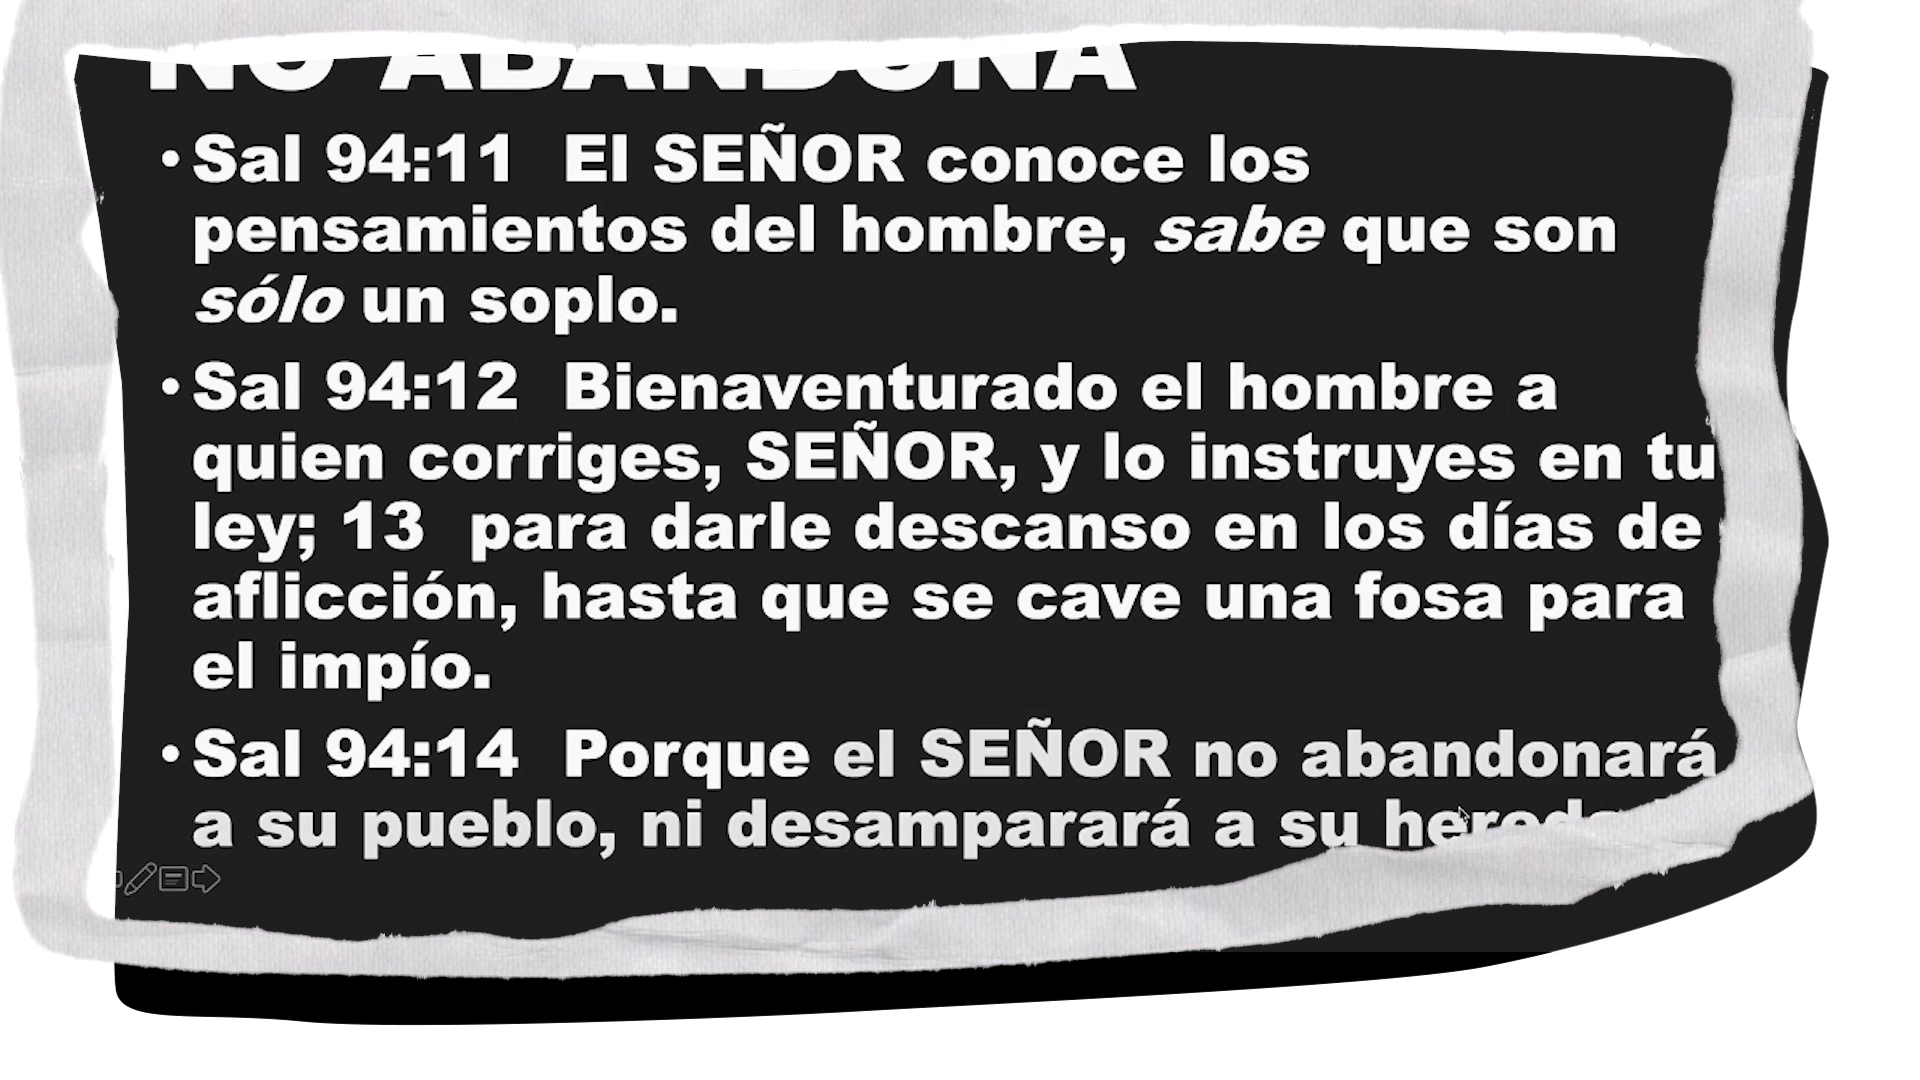 NO ABANDONA
• Sal 94:11 El SEÑOR conoce los
pensamientos del hombre, sabe que son
sólo un soplo.
• Sal 94:12 Bienaventurado el hombre a
quien corriges, SEÑOR, y lo instruyes en tu
ley; 13 para darle descanso en los días de
aflicción, hasta que se cave una fosa para
el impío.
• Sal 94:14 Porque el SEÑOR no abandonará
a su pueblo, ni desamparará a su